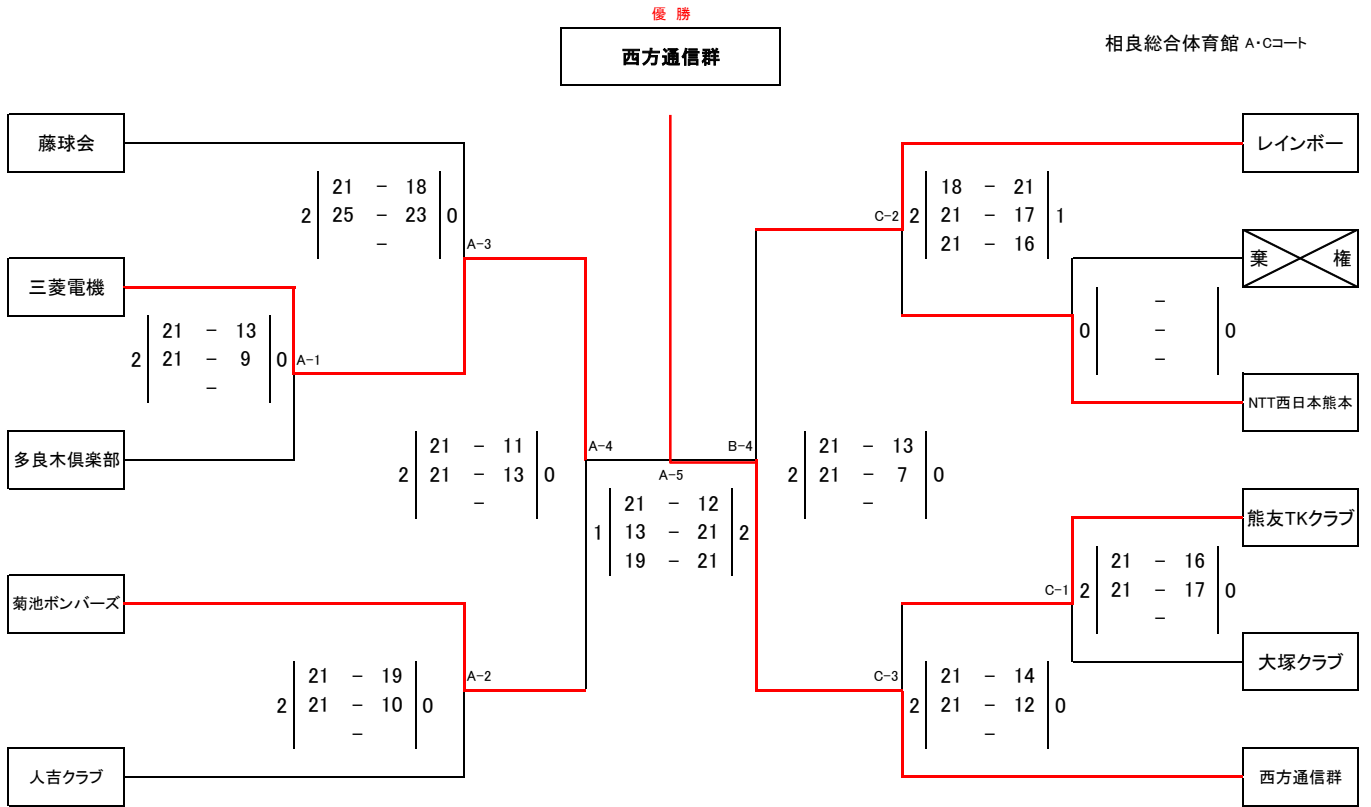 優 勝
西方通信群
相良総合体育館 A・Cコート
藤球会
三菱電機
多良木倶楽部
菊池ボンバーズ
人吉クラブ
21 - 18
2 25 - 23 0
-
A-3
21 - 13
2 21 - 9 0
-
A-1
21 - 11
2 21 - 13 0
-
A-4
21 - 19
2 21 - 10 0
-
A-2
A-5
21 - 12
1 13 - 21 2
19 - 21
B-4
21 - 13
2 21 - 7 0
-
C-2
18 - 21
2 21 - 17 1
21 - 16
-
0 - 0
-
C-1
21 - 16
2 21 - 17 0
-
C-3
21 - 14
2 21 - 12 0
-
レインボー
棄 権
NTT西日本熊本
熊友TKクラブ
大塚クラブ
西方通信群